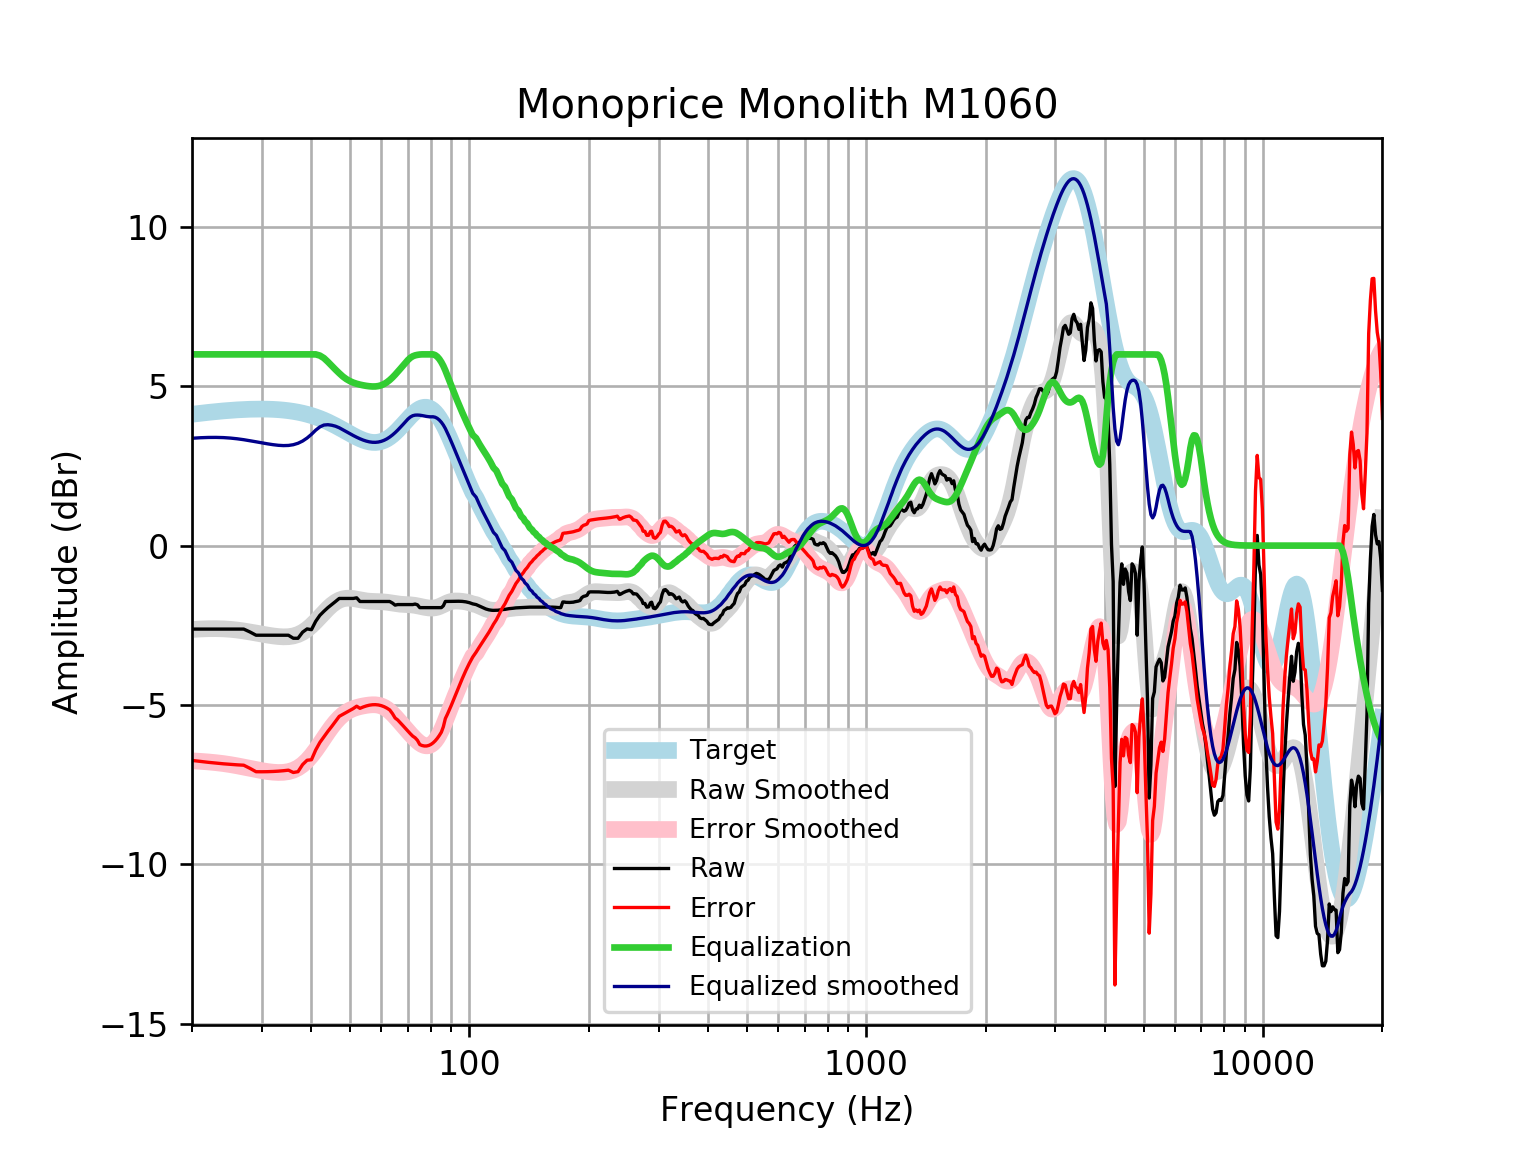 Monoprice Monolith M1060
Amplitude (dBr)
10
5
0
−5
−10
−15
Target
Raw Smoothed
Error Smoothed
Raw
Error
Equalization
Equalized smoothed
100
1000
10000
Frequency (Hz)